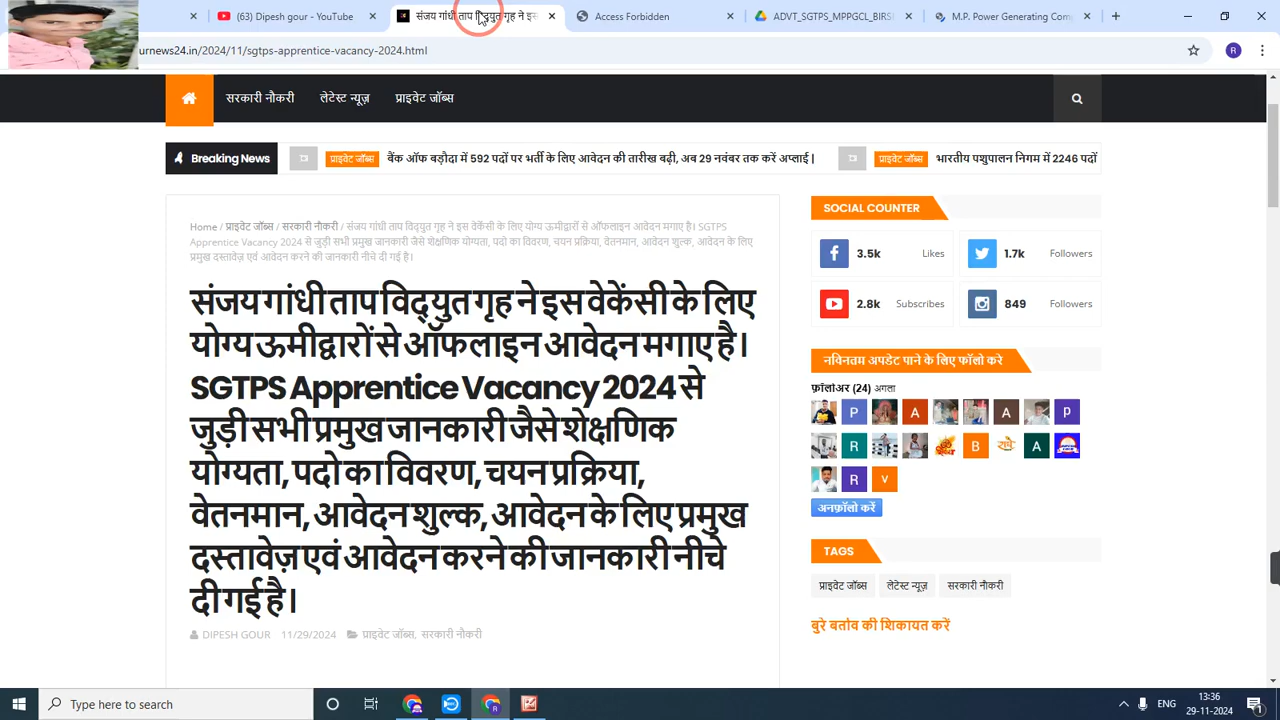 (63) Dipesh gour - YouTube
संजय गांधी ताप विद्युत गृह ने इस
Access Forbidden
ADVT_SGTPS_MPPGCL_BIRS
M.P. Power Generating Com
urnews24.in/2024/11/sgtps-apprentice-vacancy-2024.html
R
सरकारी नौकरी
लेटेस्ट न्यूज़
प्राइवेट जॉब्स
Breaking News
प्राइवेट जॉब्स
बैंक ऑफ बड़ौदा में 592 पदों पर भर्ती के लिए आवेदन की तारीख बढ़ी, अब 29 नवंबर तक करें अप्लाई |
प्राइवेट जॉब्स
भारतीय पशुपालन निगम में 2246 पदों
Home / प्राइवेट जॉब्स / सरकारी नौकरी / संजय गांधी ताप विद्युत गृह ने इस वेकेंसी के लिए योग्य ऊमीद्वारों से ऑफलाइन आवेदन मगाए है। SGTPS
Apprentice Vacancy 2024 से जुड़ी सभी प्रमुख जानकारी जैसे शेक्षणिक योग्यता, पदो का विवरण, चयन प्रक्रिया, वेतनमान, आवेदन शुल्क, आवेदन के लिए
प्रमुख दस्तावेज़ एवं आवेदन करने की जानकारी नीचे दी गई है।
संजय गांधी ताप विद्युत गृह ने इस वेकेंसी के लिए
योग्य ऊमीद्वारों से ऑफलाइन आवेदन मगाए है।
SGTPS Apprentice Vacancy 2024 से
जुड़ी सभी प्रमुख जानकारी जैसे शेक्षणिक
योग्यता, पदो का विवरण, चयन प्रक्रिया,
वेतनमान, आवेदन शुल्क, आवेदन के लिए प्रमुख
दस्तावेज़ एवं आवेदन करने की जानकारी नीचे
दी गई है।
DIPESH GOUR 11/29/2024 प्राइवेट जॉब्स, सरकारी नौकरी
SOCIAL COUNTER
3.5k Likes
1.7k Followers
2.8k Subscribes
849 Followers
नविनतम अपडेट पाने के लिए फॉलो करे
फ़ॉलोअर (24) अगला
P A A A p
R B राधे A
R v
अनफ़ॉलो करें
TAGS
प्राइवेट जॉब्स
लेटेस्ट न्यूज़
सरकारी नौकरी
बुरे बर्ताव की शिकायत करें
Type here to search
ENG
13:36
29-11-2024